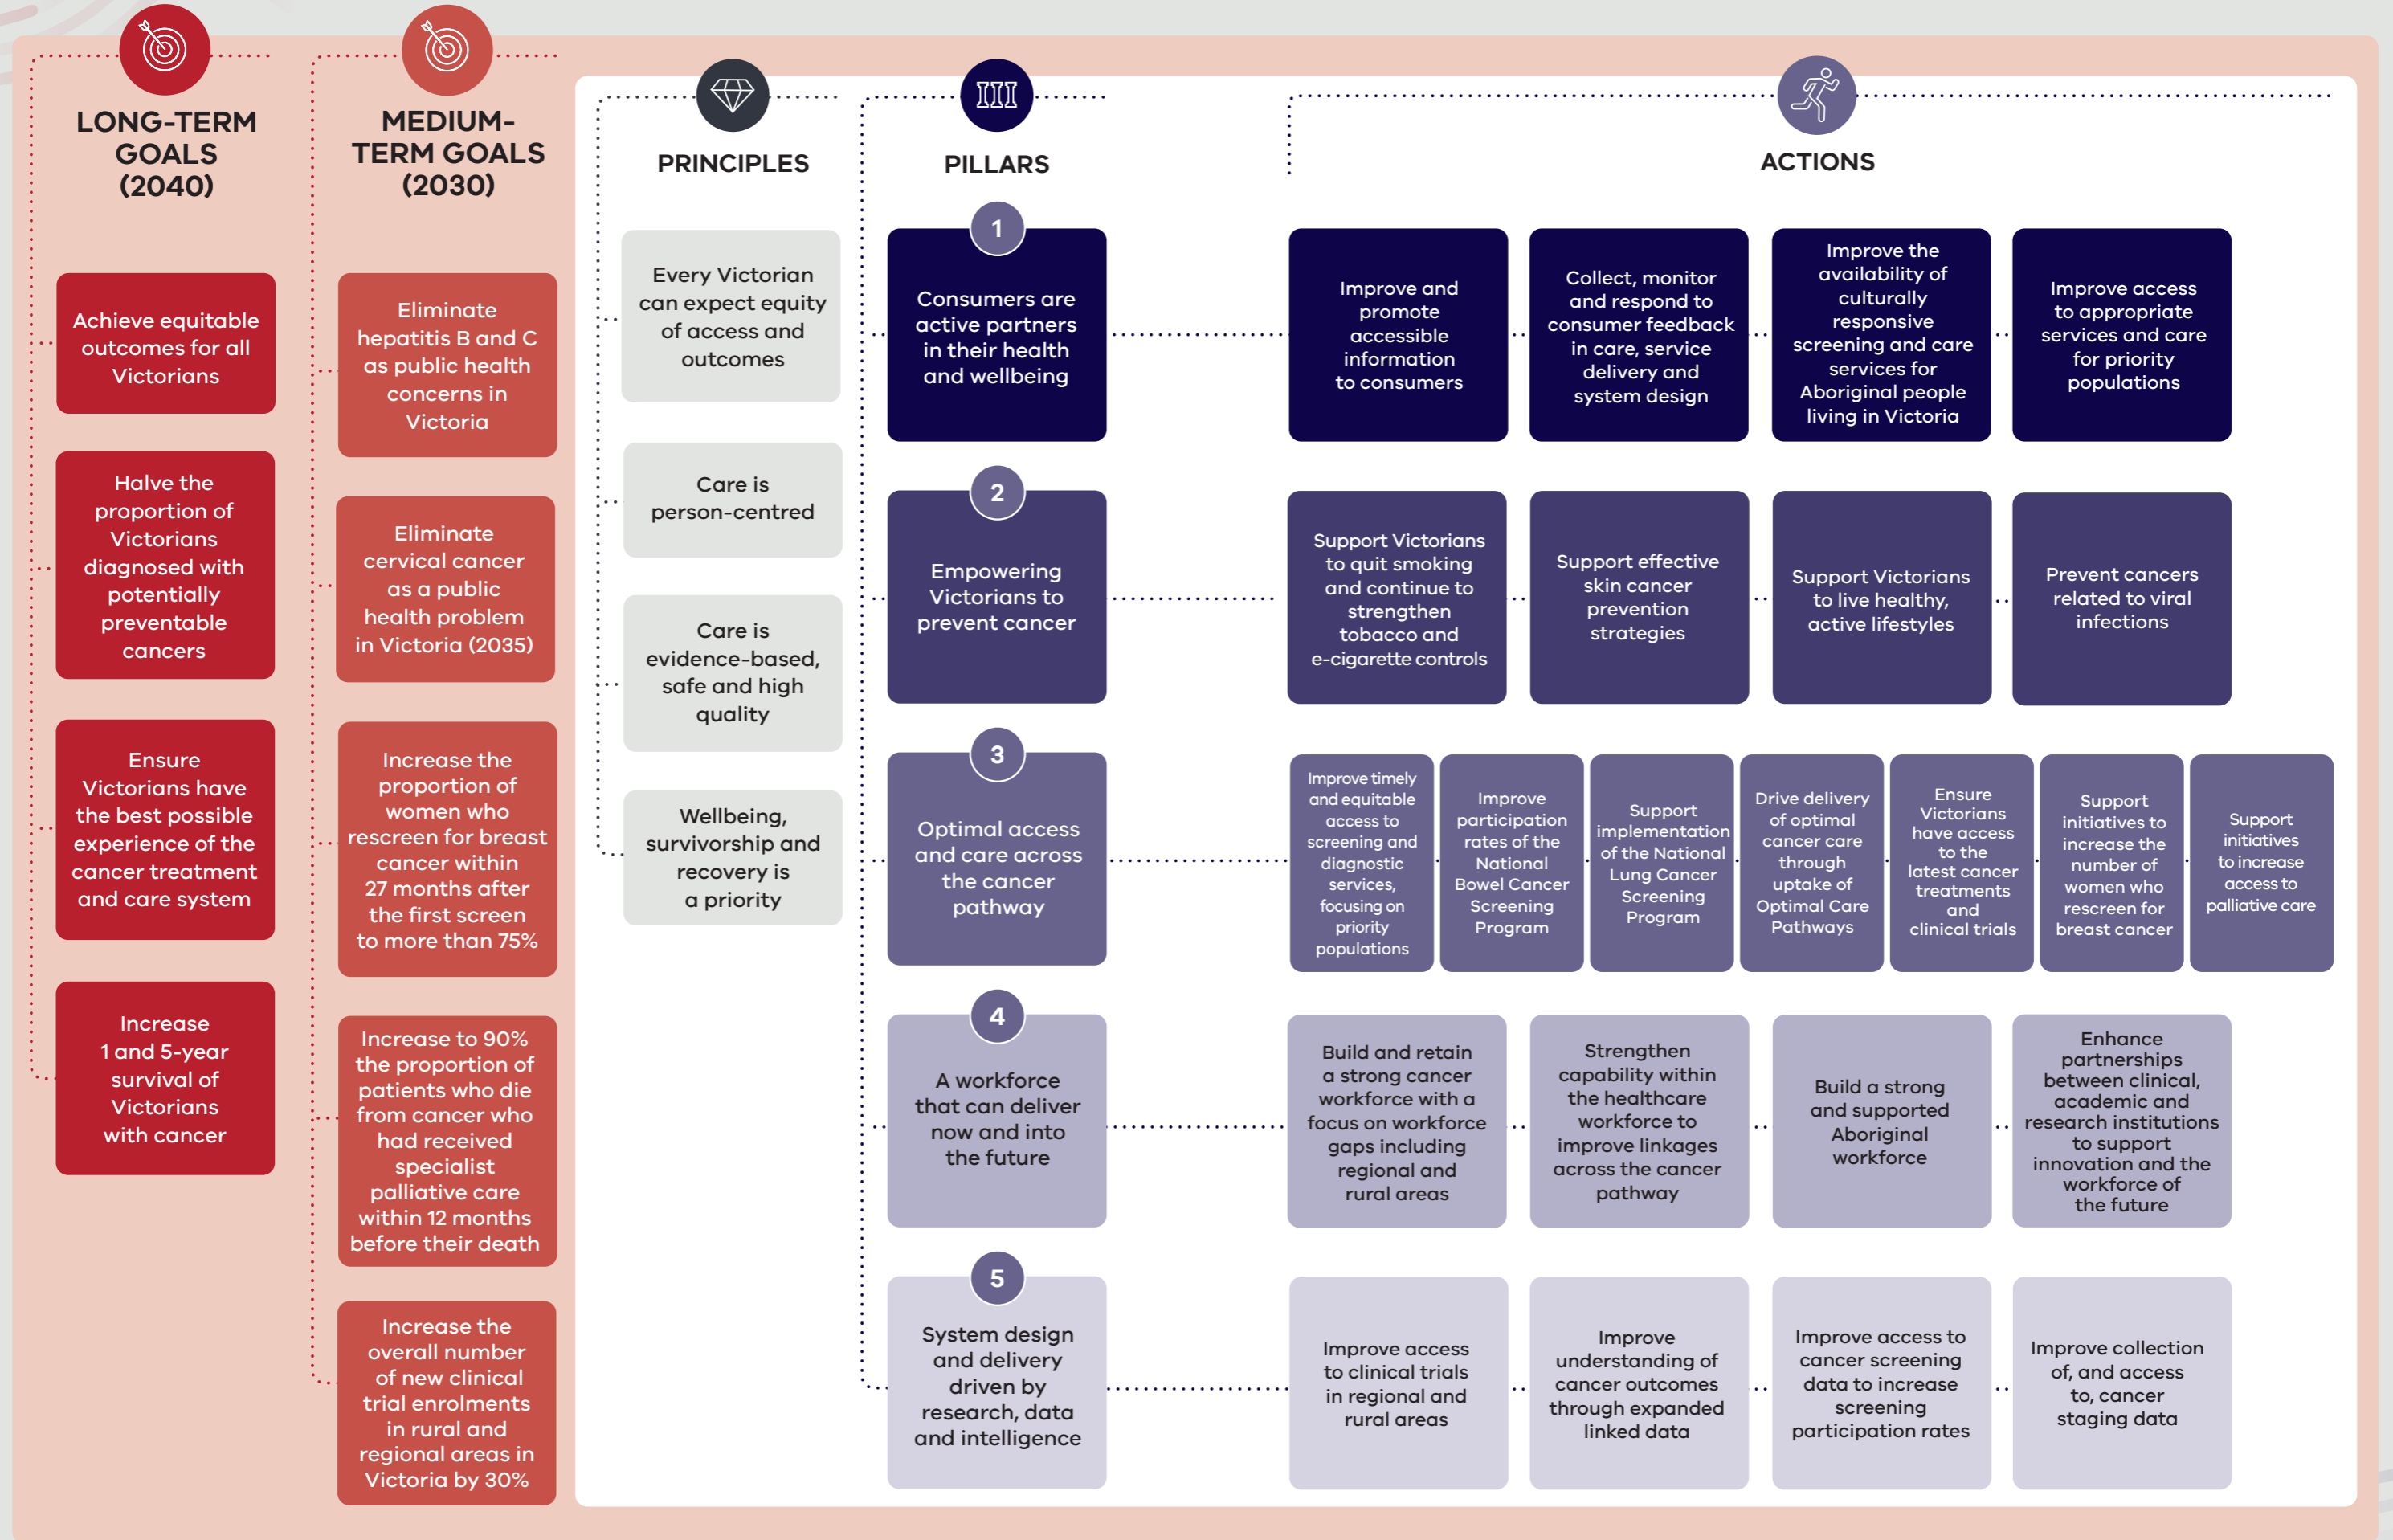 LONG-TERM
GOALS
(2040)
Achieve equitable
outcomes for all
Victorians
Halve the
proportion of
Victorians
diagnosed with
potentially
preventable
cancers
Ensure
Victorians have
the best possible
experience of the
cancer treatment
and care system
Increase
1 and 5-year
survival of
Victorians
with cancer
MEDIUM-
TERM GOALS
(2030)
Eliminate
hepatitis B and C
as public health
concerns in
Victoria
Eliminate
cervical cancer
as a public
health problem
in Victoria (2035)
Increase the
proportion of
women who
rescreen for breast
cancer within
27 months after
the first screen
to more than 75%
Increase to 90%
the proportion of
patients who die
from cancer who
had received
specialist
palliative care
within 12 months
before their death
Increase the
overall number
of new clinical
trial enrolments
in rural and
regional areas in
Victoria by 30%
PRINCIPLES
Every Victorian
can expect equity
of access and
outcomes
Care is
person-centred
Care is
evidence-based,
safe and high
quality
Wellbeing,
survivorship and
recovery is
a priority
PILLARS
ACTIONS
1
Consumers are
active partners
in their health
and wellbeing
Improve and
promote
accessible
information
to consumers
Collect, monitor
and respond to
consumer feedback
in care, service
delivery and
system design
Improve the
availability of
culturally
responsive
screening and care
services for
Aboriginal people
living in Victoria
Improve access
to appropriate
services and care
for priority
populations
2
Empowering
Victorians to
prevent cancer
Support Victorians
to quit smoking
and continue to
strengthen
tobacco and
e-cigarette controls
Support effective
skin cancer
prevention
strategies
Support Victorians
to live healthy,
active lifestyles
Prevent cancers
related to viral
infections
3
Optimal access
and care across
the cancer
pathway
Improve timely
and equitable
access to
screening and
diagnostic
services,
focusing on
priority
populations
Improve
participation
rates of the
National
Bowel Cancer
Screening
Program
Support
implementation
of the National
Lung Cancer
Screening
Program
Drive delivery
of optimal
cancer care
through
uptake of
Optimal Care
Pathways
Ensure
Victorians
have access
to the
latest cancer
treatments
and
clinical trials
Support
initiatives to
increase the
number of
women who
rescreen for
breast cancer
Support
initiatives
to increase
access to
palliative care
4
A workforce
that can deliver
now and into
the future
Build and retain
a strong cancer
workforce with a
focus on workforce
gaps including
regional and
rural areas
Strengthen
capability within
the healthcare
workforce to
improve linkages
across the cancer
pathway
Build a strong
and supported
Aboriginal
workforce
Enhance
partnerships
between clinical,
academic and
research institutions
to support
innovation and the
workforce of
the future
5
System design
and delivery
driven by
research, data
and intelligence
Improve access
to clinical trials
in regional and
rural areas
Improve
understanding of
cancer outcomes
through expanded
linked data
Improve access to
cancer screening
data to increase
screening
participation rates
Improve collection
of, and access
to, cancer
staging data